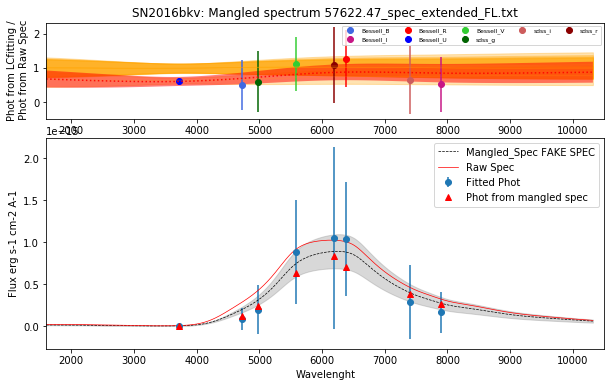 SN2016bkv: Mangled spectrum 57622.47_spec_extended_FL.txt
Phot from LCfitting /
Phot from Raw Spec
2
1
0
Bessell_B
Bessell_I
Bessell_R
Bessell_U
Bessell_V
sdss_g
sdss_i
sdss_r
2000 3000 4000 5000 6000 7000 8000 9000 10000
1e-15
Flux erg s-1 cm-2 A-1
2.0
1.5
1.0
0.5
0.0
Mangled_Spec FAKE SPEC
Raw Spec
Fitted Phot
Phot from mangled spec
2000 3000 4000 5000 6000 7000 8000 9000 10000
Wavelenght